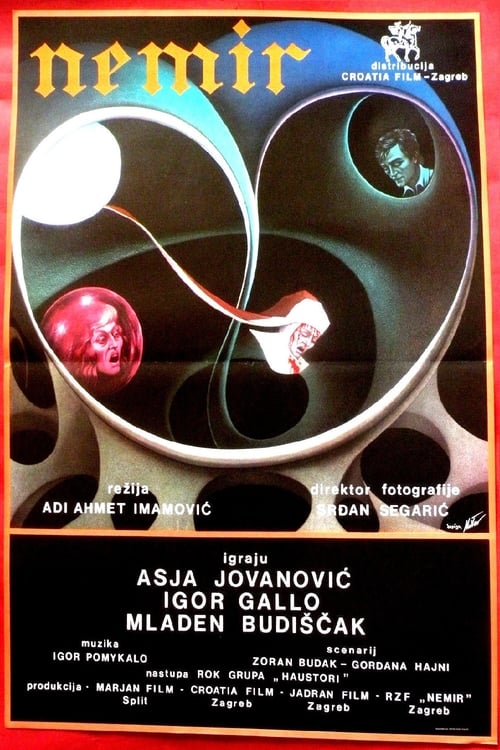 nemir
distribucija
CROATIA FILM – Zagreb
režija
ADI AHMET IMAMOVIĆ
direktor fotografije
SRĐAN SEGARIĆ
igraju
ASJA JOVANOVIĆ
IGOR GALLO
MLADEN BUDIŠČAK
muzika
IGOR POMYKALO
scenarij
ZORAN BUDAK – GORDANA HAJNI
nastupa ROK GRUPA „HAUSTORI"
produkcija · MARJAN FILM - CROATIA FILM - JADRAN FILM - RZF „NEMIR"
Split Zagreb Zagreb Zagreb